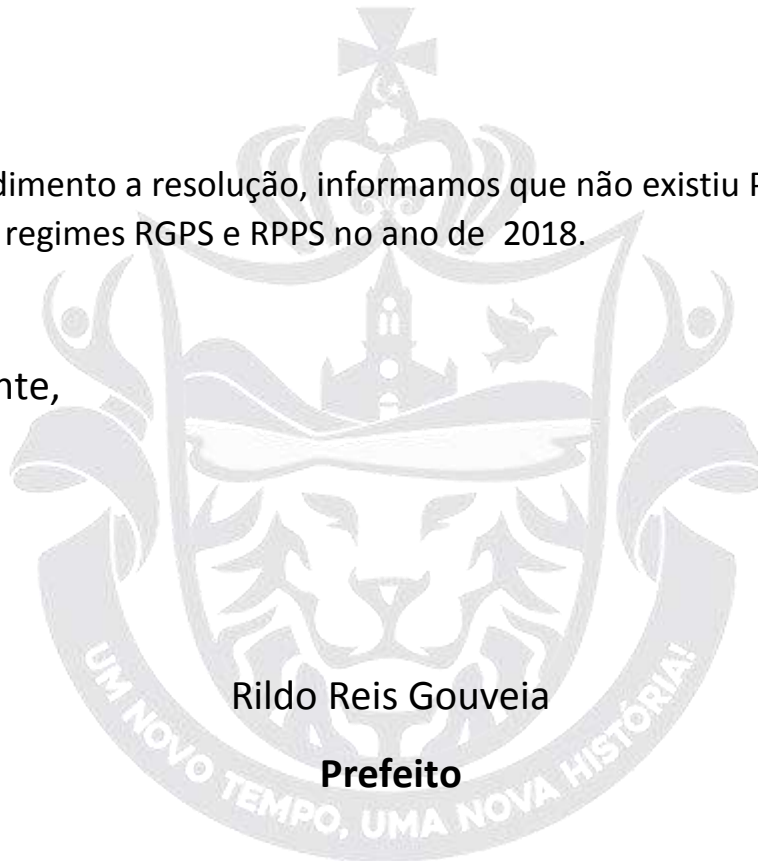 dimento a resolução, informamos que não existiu P
regimes RGPS e RPPS no ano de 2018.
nte,
Rildo Reis Gouveia
Prefeito
UM NOVO TEMPO, UMA NOVA HISTÓRIA!